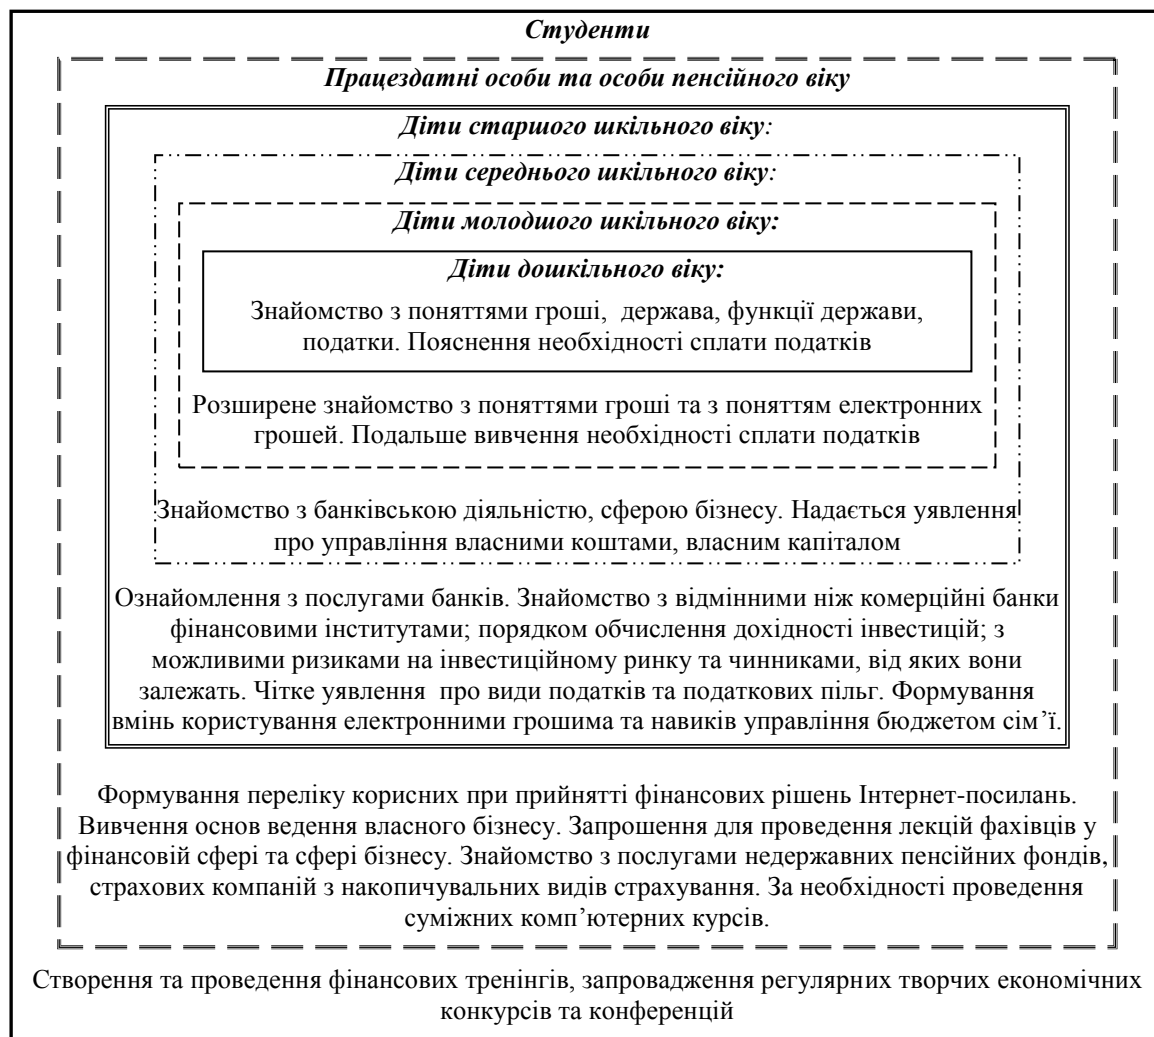 Студенти
Працездатні особи та особи пенсійного віку
Діти старшого шкільного віку:
Діти середнього шкільного віку:
Діти молодшого шкільного віку:
Діти дошкільного віку:
Знайомство з поняттями гроші, держава, функції держави,
податки. Пояснення необхідності сплати податків
Розширене знайомство з поняттями гроші та з поняттям електронних
грошей. Подальше вивчення необхідності сплати податків
Знайомство з банківською діяльністю, сферою бізнесу. Надається уявлення
про управління власними коштами, власним капіталом
Ознайомлення з послугами банків. Знайомство з відмінними ніж комерційні банки
фінансовими інститутами; порядком обчислення дохідності інвестицій; з
можливими ризиками на інвестиційному ринку та чинниками, від яких вони
залежать. Чітке уявлення про види податків та податкових пільг. Формування
вмінь користування електронними грошима та навиків управління бюджетом сім’ї.
Формування переліку корисних при прийнятті фінансових рішень Інтернет-посилань.
Вивчення основ ведення власного бізнесу. Запрошення для проведення лекцій фахівців у
фінансовій сфері та сфері бізнесу. Знайомство з послугами недержавних пенсійних фондів,
страхових компаній з накопичувальних видів страхування. За необхідності проведення
суміжних комп’ютерних курсів.
Створення та проведення фінансових тренінгів, запровадження регулярних творчих економічних
конкурсів та конференцій